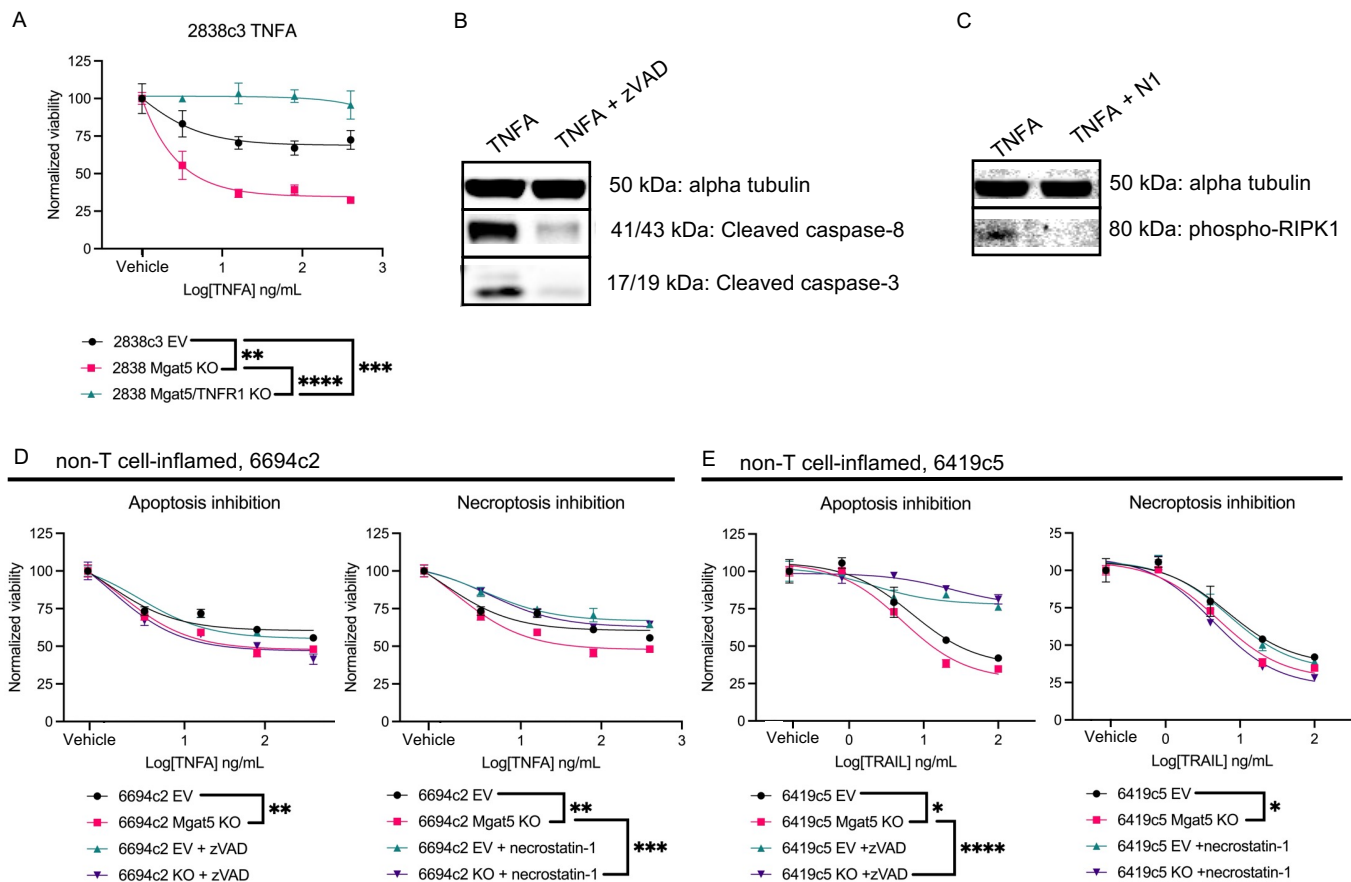 A
2838c3 TNFA
Normalized viability
125
100
75
50
25
0
Vehicle 1 2 3
Log[TNFA] ng/mL
2838c3 EV
2838 Mgat5 KO
2838 Mgat5/TNFR1 KO
**
****
***
B
TNFA
TNFA + zVAD
50 kDa: alpha tubulin
41/43 kDa: Cleaved caspase-8
17/19 kDa: Cleaved caspase-3
C
TNFA
TNFA + N1
50 kDa: alpha tubulin
80 kDa: phospho-RIPK1
D non-T cell-inflamed, 6694c2
Apoptosis inhibition
Normalized viability
125
100
75
50
25
0
Vehicle 1 2
Log[TNFA] ng/mL
6694c2 EV
6694c2 Mgat5 KO
6694c2 EV + zVAD
6694c2 KO + zVAD
**
Necroptosis inhibition
Normalized viability
125
100
75
50
25
0
Vehicle 1 2 3
Log[TNFA] ng/mL
6694c2 EV
6694c2 Mgat5 KO
6694c2 EV + necrostatin-1
6694c2 KO + necrostatin-1
**
***
E non-T cell-inflamed, 6419c5
Apoptosis inhibition
Normalized viability
125
100
75
50
25
0
Vehicle 0 1 2
Log[TRAIL] ng/mL
6419c5 EV
6419c5 Mgat5 KO
6419c5 EV +zVAD
6419c5 KO +zVAD
*
****
Necroptosis inhibition
25
00
75
50
25
0
Vehicle 0 1 2
Log[TRAIL] ng/mL
6419c5 EV
6419c5 Mgat5 KO
6419c5 EV +necrostatin-1
6419c5 KO +necrostatin-1
*